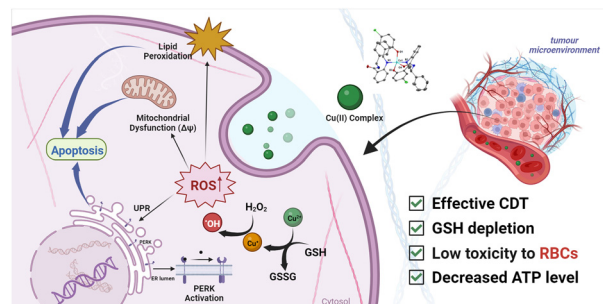 Lipid
Peroxidation
Mitochondrial
Dysfunction (Δψ)
Apoptosis
ROS↑
UPR
PERK
ER lumen
PERK
Activation
•OH
H₂O₂
Cu⁺
Cu²⁺
GSH
GSSG
Cytosol
Cu(II) Complex
tumour
microenvironment
Effective CDT
GSH depletion
Low toxicity to RBCs
Decreased ATP level